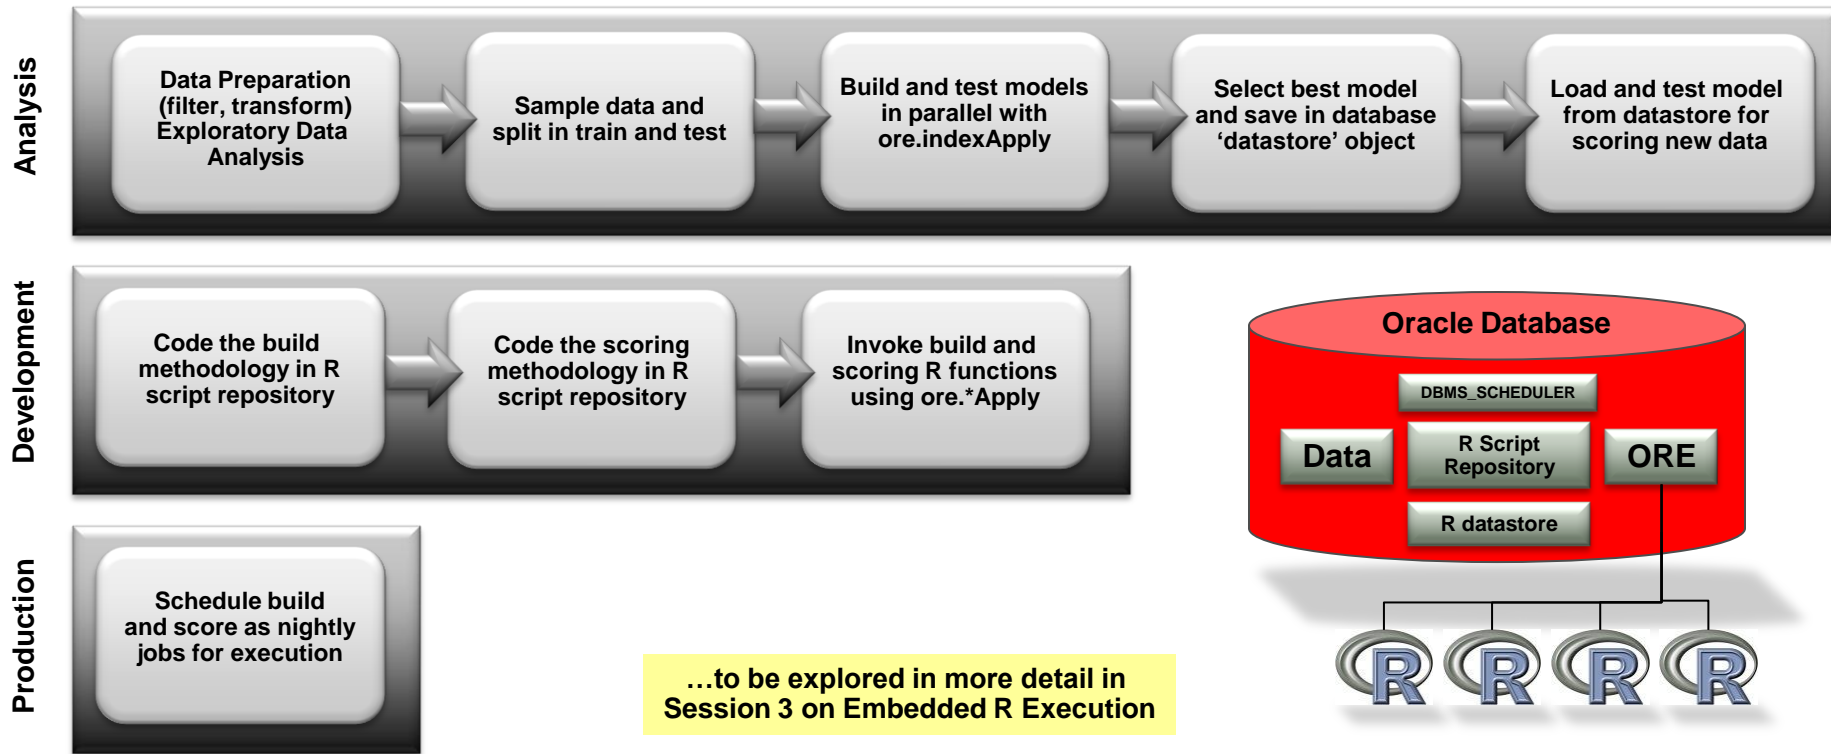 Analysis
Data Preparation
(filter, transform)
Exploratory Data
Analysis
Sample data and
split in train and test
Build and test models
in parallel with
ore.indexApply
Select best model
and save in database
‘datastore’ object
Load and test model
from datastore for
scoring new data
Development
Code the build
methodology in R
script repository
Code the scoring
methodology in R
script repository
Invoke build and
scoring R functions
using ore.*Apply
Production
Schedule build
and score as nightly
jobs for execution
…to be explored in more detail in
Session 3 on Embedded R Execution
Oracle Database
DBMS_SCHEDULER
Data
R Script
Repository
ORE
R datastore
R
R
R
R